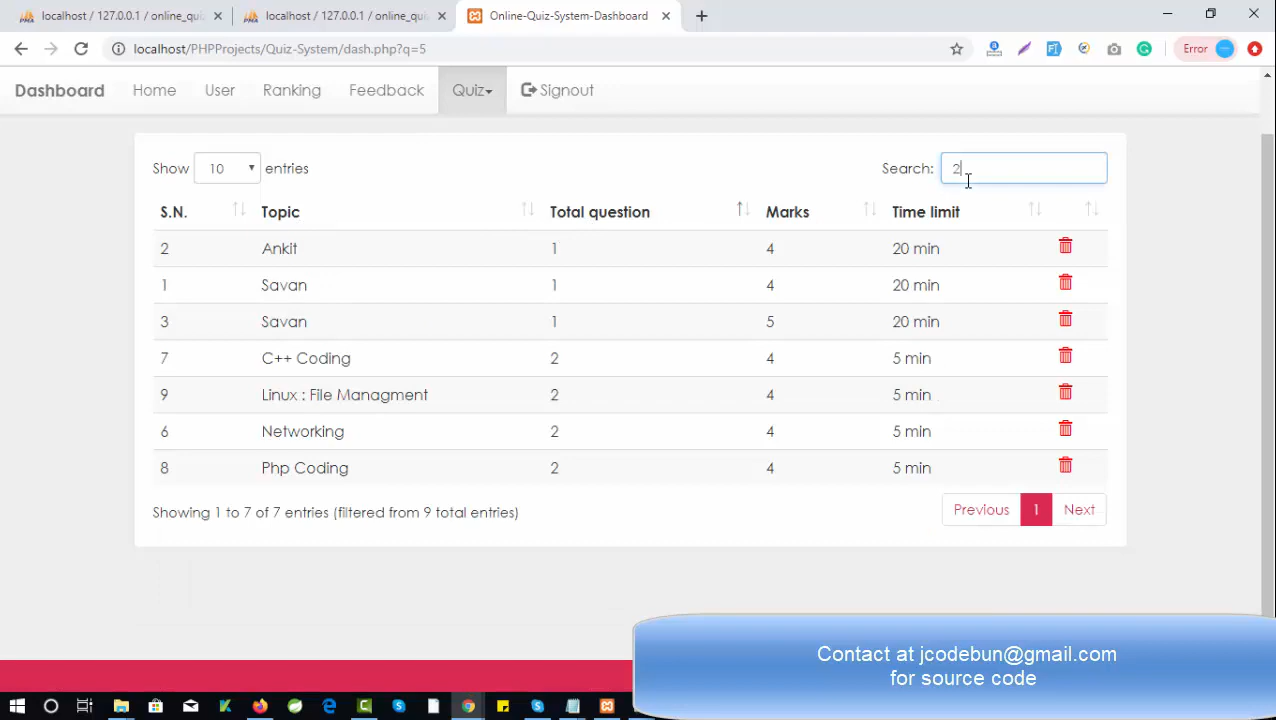 localhost / 127.0.0.1 / online_qui
localhost / 127.0.0.1 / online_qu
Online-Quiz-System-Dashboard
localhost/PHPProjects/Quiz-System/dash.php?q=5
Error
Dashboard Home User Ranking Feedback Quiz Signout
Show 10 entries
Search: 2
S.N. Topic Total question Marks Time limit
2 Ankit 1 4 20 min
1 Savan 1 4 20 min
3 Savan 1 5 20 min
7 C++ Coding 2 4 5 min
9 Linux : File Managment 2 4 5 min
6 Networking 2 4 5 min
8 Php Coding 2 4 5 min
Showing 1 to 7 of 7 entries (filtered from 9 total entries)
Previous 1 Next
Contact at jcodebun@gmail.com
for source code